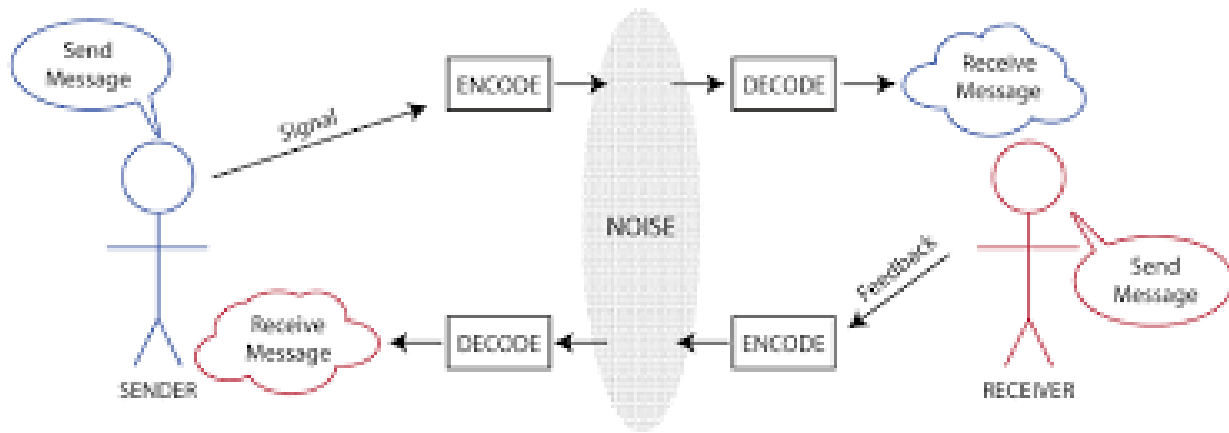 Send
Message
Signal
ENCODE
DECODE
Receive
Message
NOISE
Feedback
Send
Message
Receive
Message
DECODE
ENCODE
SENDER
RECEIVER